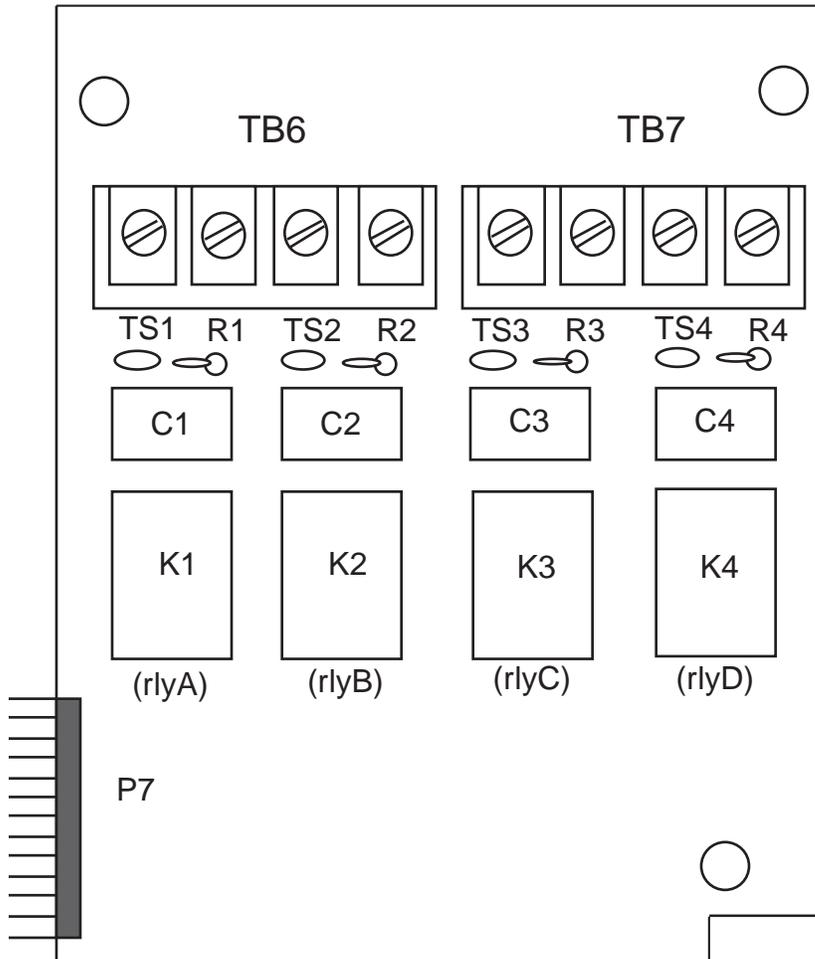 TB6 TB7
TS1 R1 TS2 R2 TS3 R3 TS4 R4
C1 C2 C3 C4
K1 K2 K3 K4
(rlyA) (rlyB) (rlyC) (rlyD)
P7